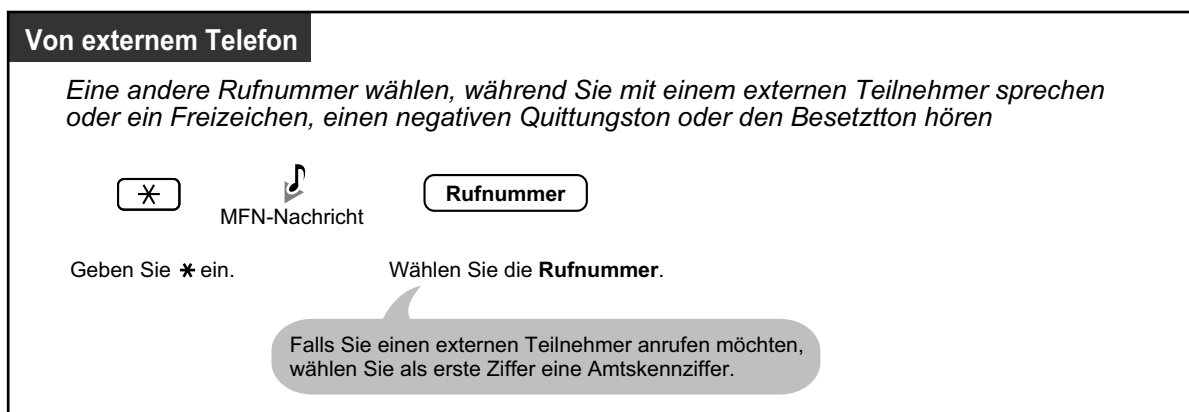 Von externem Telefon
Eine andere Rufnummer wählen, während Sie mit einem externen Teilnehmer sprechen
oder ein Freizeichen, einen negativen Quittungston oder den Besetztton hören
* Rufnummer
MFN-Nachricht
Geben Sie * ein. Wählen Sie die Rufnummer.
Falls Sie einen externen Teilnehmer anrufen möchten,
wählen Sie als erste Ziffer eine Amtskennziffer.